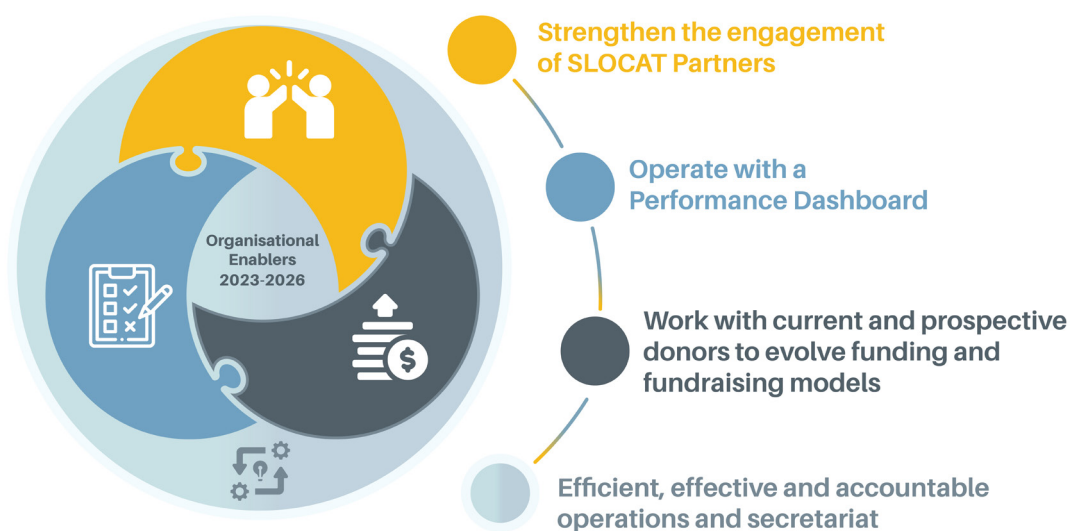 Organisational
Enablers
2023-2026
Strengthen the engagement
of SLOCAT Partners
Operate with a
Performance Dashboard
Work with current and prospective
donors to evolve funding and
fundraising models
Efficient, effective and accountable
operations and secretariat
$